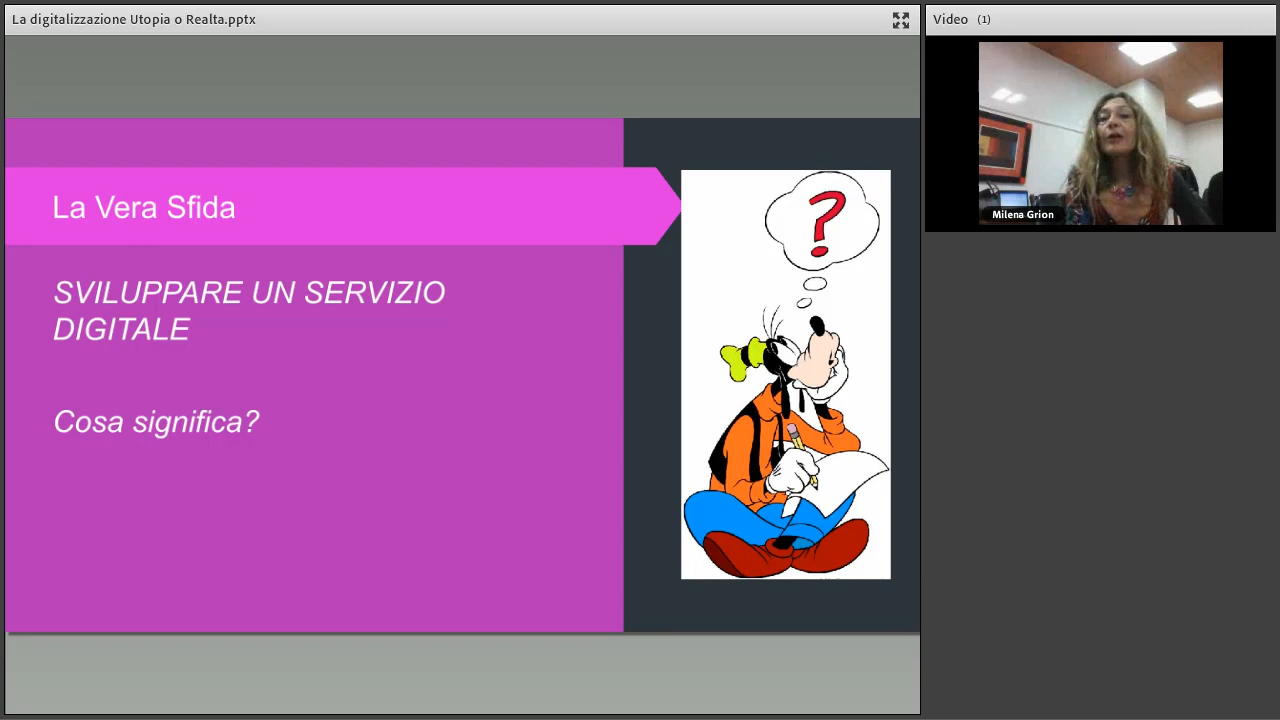 La digitalizzazione Utopia o Realta.pptx
Video (1)
Milena Grion
La Vera Sfida
SVILUPPARE UN SERVIZIO
DIGITALE
Cosa significa?
?